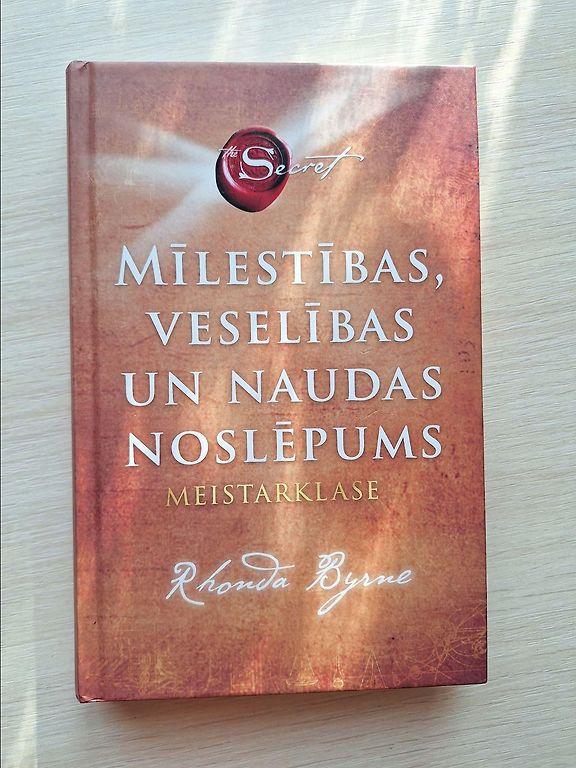 the Secret
MĪLESTĪBAS,
VESELĪBAS
UN NAUDAS
NOSLĒPUMS
MEISTARKLASE
Rhonda Byrne